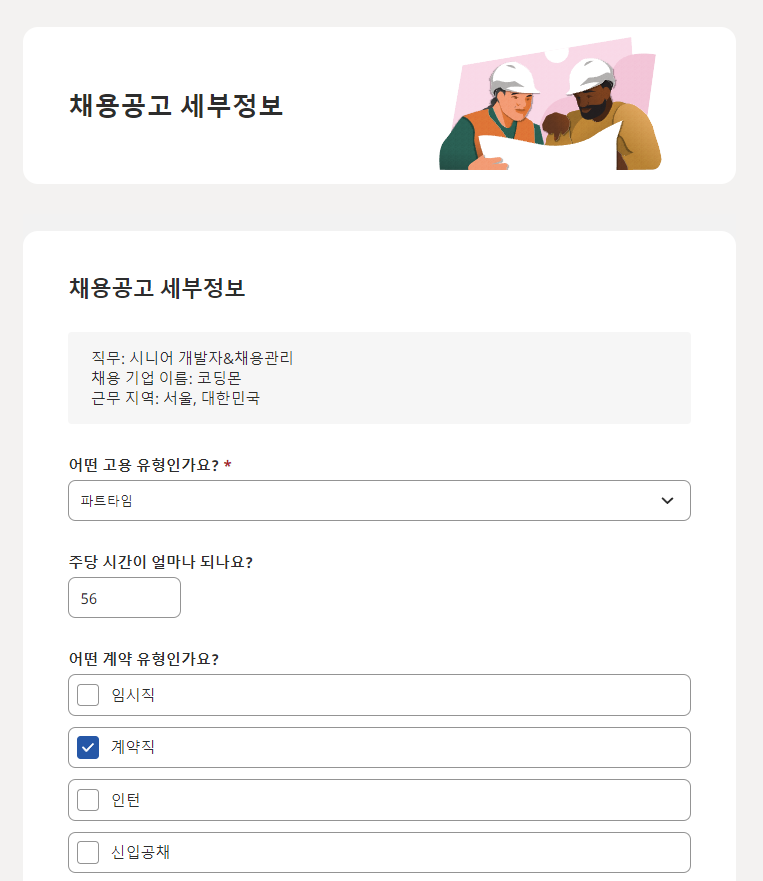 채용공고 세부정보
채용공고 세부정보
직무: 시니어 개발자&채용관리
채용 기업 이름: 코딩몬
근무 지역: 서울, 대한민국
어떤 고용 유형인가요? *
파트타임
주당 시간이 얼마나 되나요?
56
어떤 계약 유형인가요?
임시직
계약직
인턴
신입공채